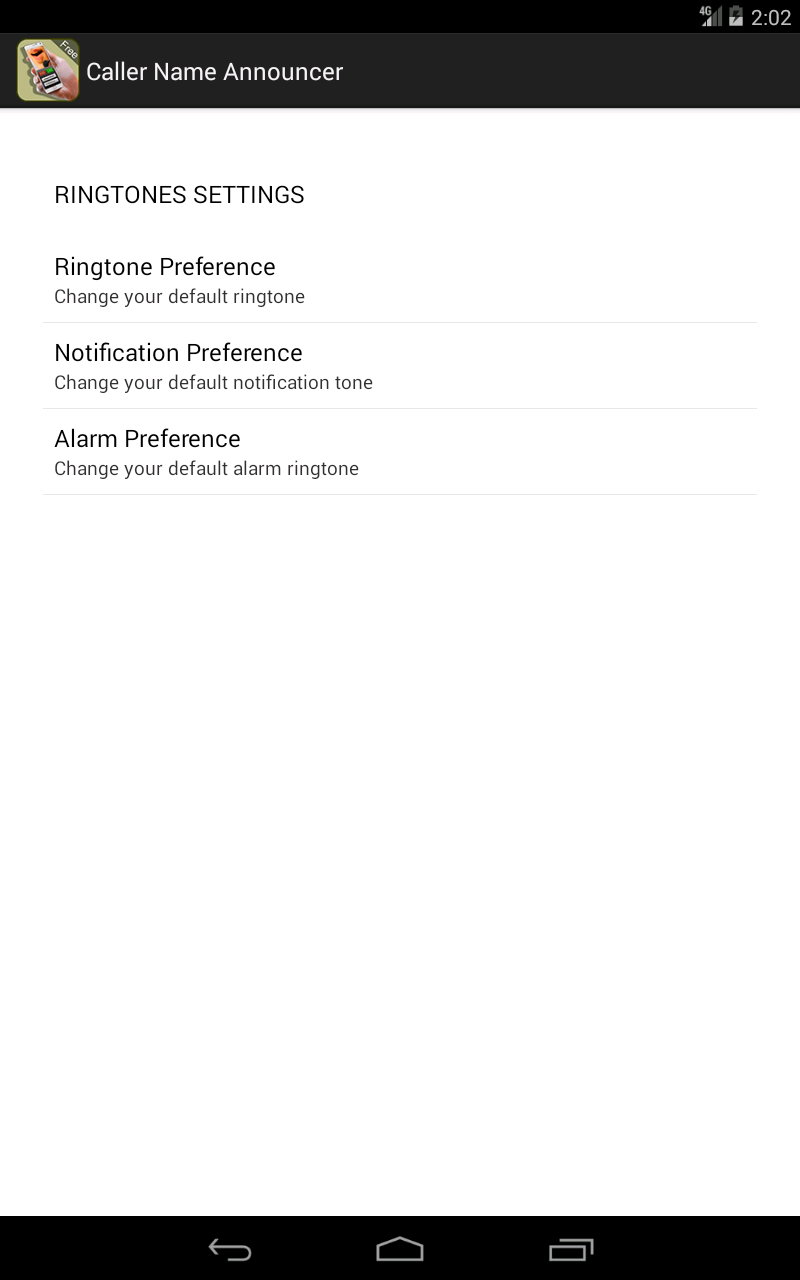 4G 2:02
Free
Caller Name Announcer
RINGTONES SETTINGS
Ringtone Preference
Change your default ringtone
Notification Preference
Change your default notification tone
Alarm Preference
Change your default alarm ringtone